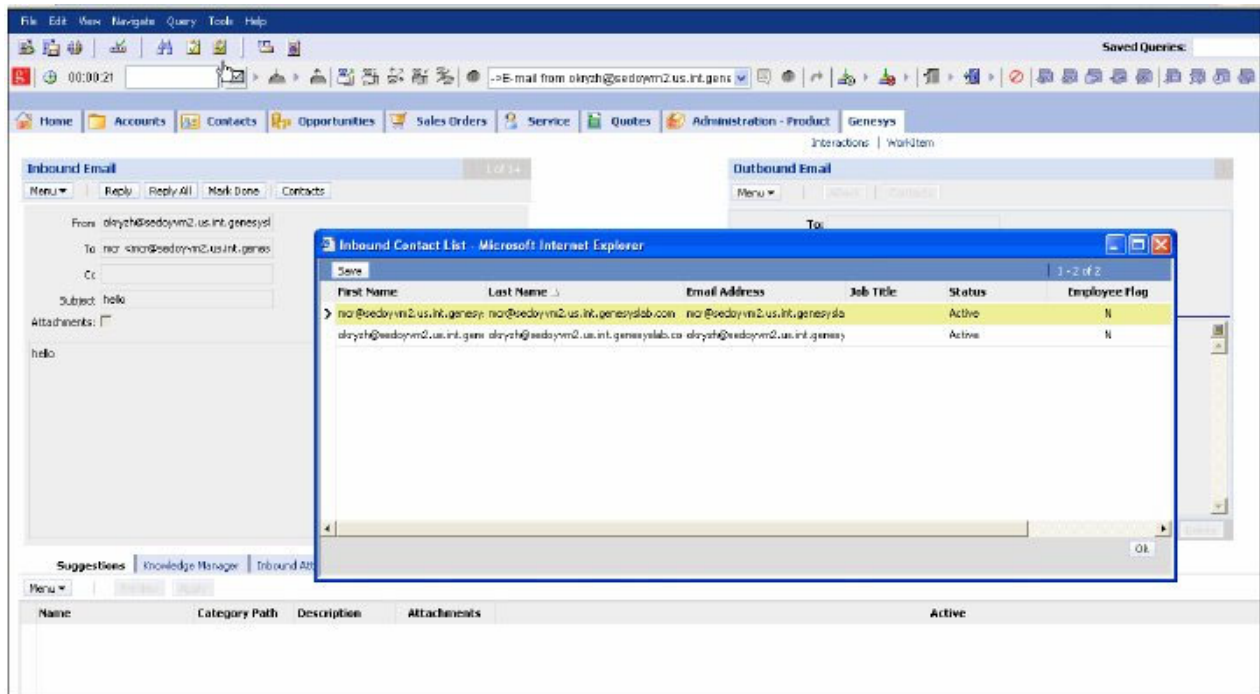 File Edit View Navigate Query Tools Help
Saved Queries:
00:00:21
->E-mail from okryzh@sedoyvm2.us.int.gens
Home Accounts Contacts Opportunities Sales Orders Service Quotes Administration - Product Genesys
Interactions | WorkItem
Inbound Email
1 of 1+
Outbound Email
Menu Reply Reply All Mark Done Contacts
Menu
From okryzh@sedoyvm2.us.int.genesysl
To mcr <mcr@sedoyvm2.us.int.genes
Cc
Subject hello
Attachments:
hello
To:
Inbound Contact List - Microsoft Internet Explorer
Save
1 - 2 of 2
First Name Last Name Email Address Job Title Status Employee Flag
mcr@sedoyvm2.us.int.genesy: mcr@sedoyvm2.us.int.genesyslab.com mcr@sedoyvm2.us.int.genesysla Active N
okryzh@sedoyvm2.us.int.gene okryzh@sedoyvm2.us.int.genesyslab.co okryzh@sedoyvm2.us.int.genesy Active N
Ok
Suggestions Knowledge Manager Inbound Att
Menu
Name Category Path Description Attachments Active